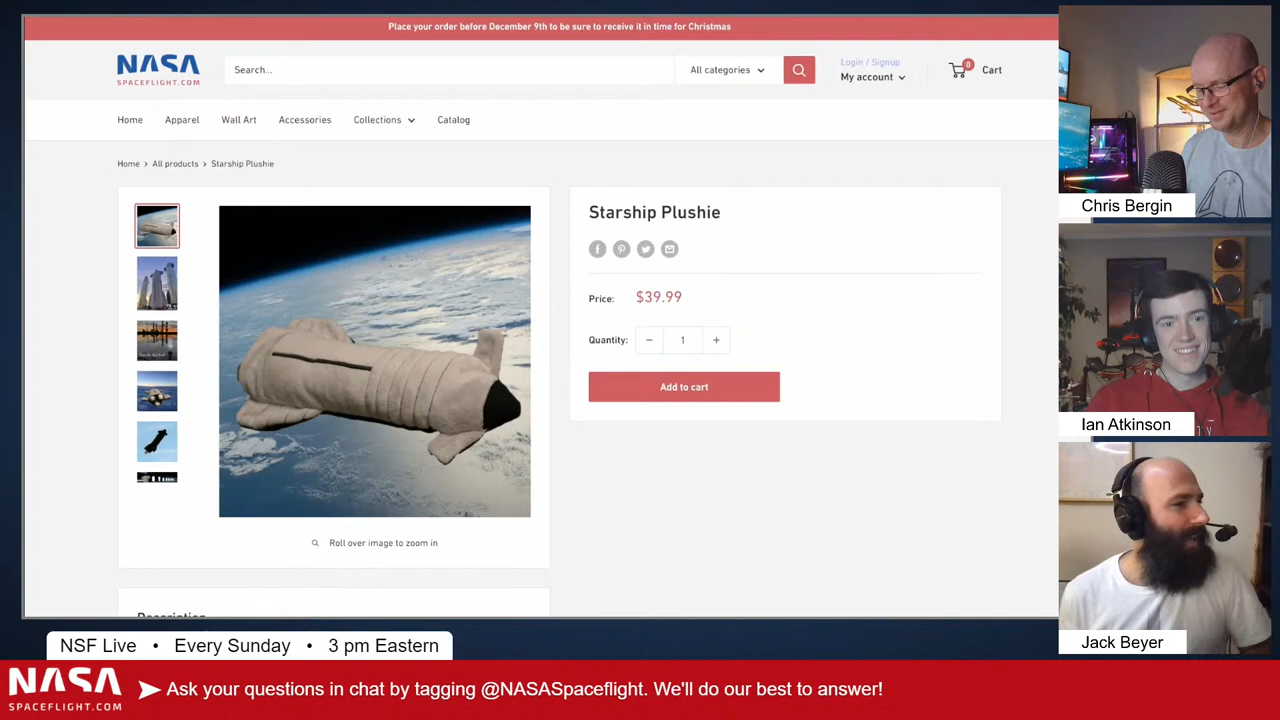 Place your order before December 9th to be sure to receive it in time for Christmas
NASA
SPACEFLIGHT.COM
Search...
All categories
Login / Signup
My account
0
Cart
Home
Apparel
Wall Art
Accessories
Collections
Catalog
Home > All products > Starship Plushie
Starship Plushie
Price: $39.99
Quantity: − 1 +
Add to cart
Roll over image to zoom in
Description
Chris Bergin
Ian Atkinson
Jack Beyer
NSF Live • Every Sunday • 3 pm Eastern
NASA
SPACEFLIGHT.COM
Ask your questions in chat by tagging @NASASpaceflight. We'll do our best to answer!